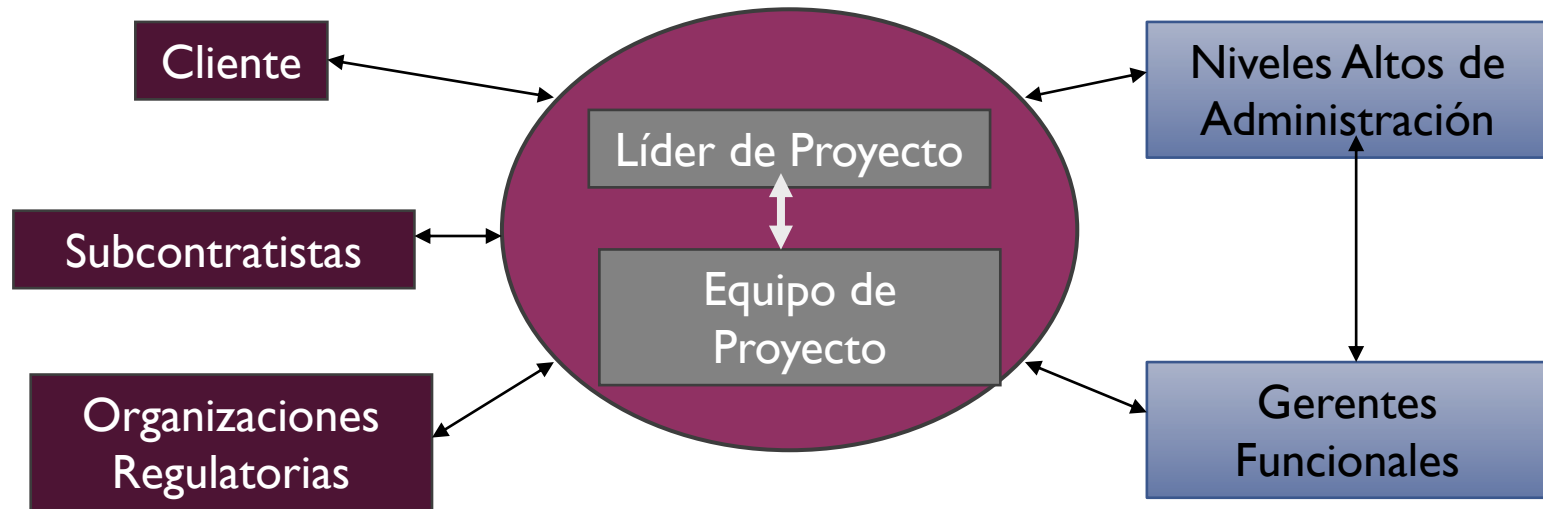 Cliente
Líder de Proyecto
Niveles Altos de
Administración
Subcontratistas
Equipo de
Proyecto
Organizaciones
Regulatorias
Gerentes
Funcionales